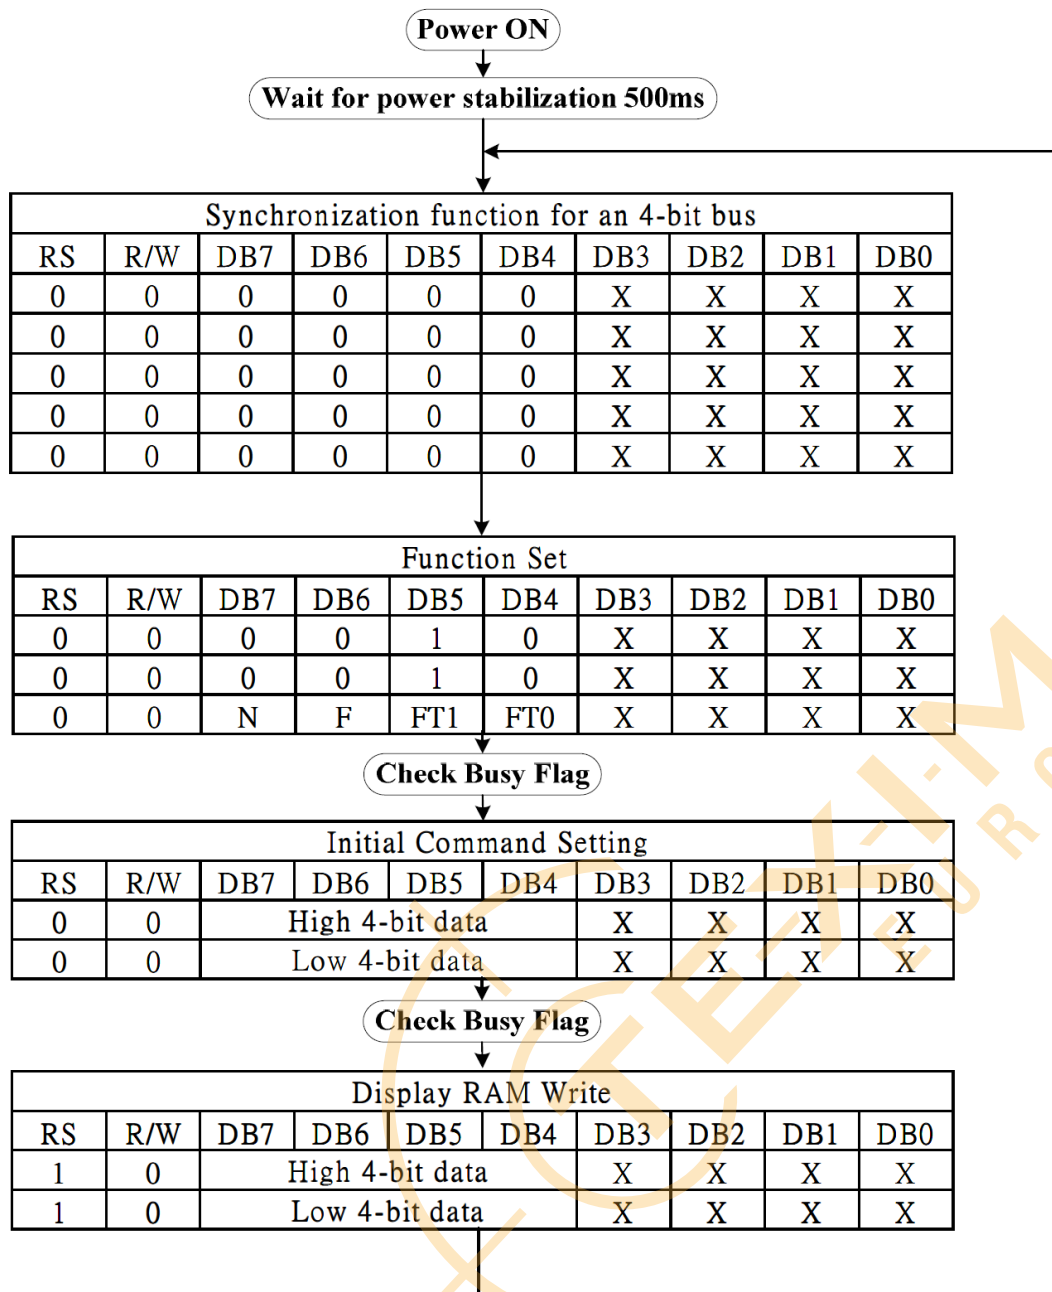 Power ON
Wait for power stabilization 500ms
Synchronization function for an 4-bit bus
RS R/W DB7 DB6 DB5 DB4 DB3 DB2 DB1 DB0
0 0 0 0 0 0 X X X X
0 0 0 0 0 0 X X X X
0 0 0 0 0 0 X X X X
0 0 0 0 0 0 X X X X
0 0 0 0 0 0 X X X X
Function Set
RS R/W DB7 DB6 DB5 DB4 DB3 DB2 DB1 DB0
0 0 0 0 1 0 X X X X
0 0 0 0 1 0 X X X X
0 0 N F FT1 FT0 X X X X
Check Busy Flag
Initial Command Setting
RS R/W DB7 DB6 DB5 DB4 DB3 DB2 DB1 DB0
0 0 High 4-bit data X X X X
0 0 Low 4-bit data X X X X
Check Busy Flag
Display RAM Write
RS R/W DB7 DB6 DB5 DB4 DB3 DB2 DB1 DB0
1 0 High 4-bit data X X X X
1 0 Low 4-bit data X X X X
TEXIM
EURO